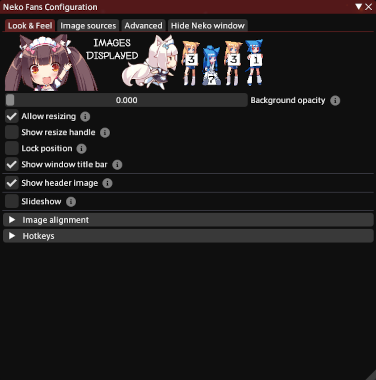 Neko Fans Configuration
Look & Feel Image sources Advanced Hide Neko window
IMAGES
DISPLAYED
3 7 3 1
0.000 Background opacity
Allow resizing
Show resize handle
Lock position
Show window title bar
Show header image
Slideshow
Image alignment
Hotkeys